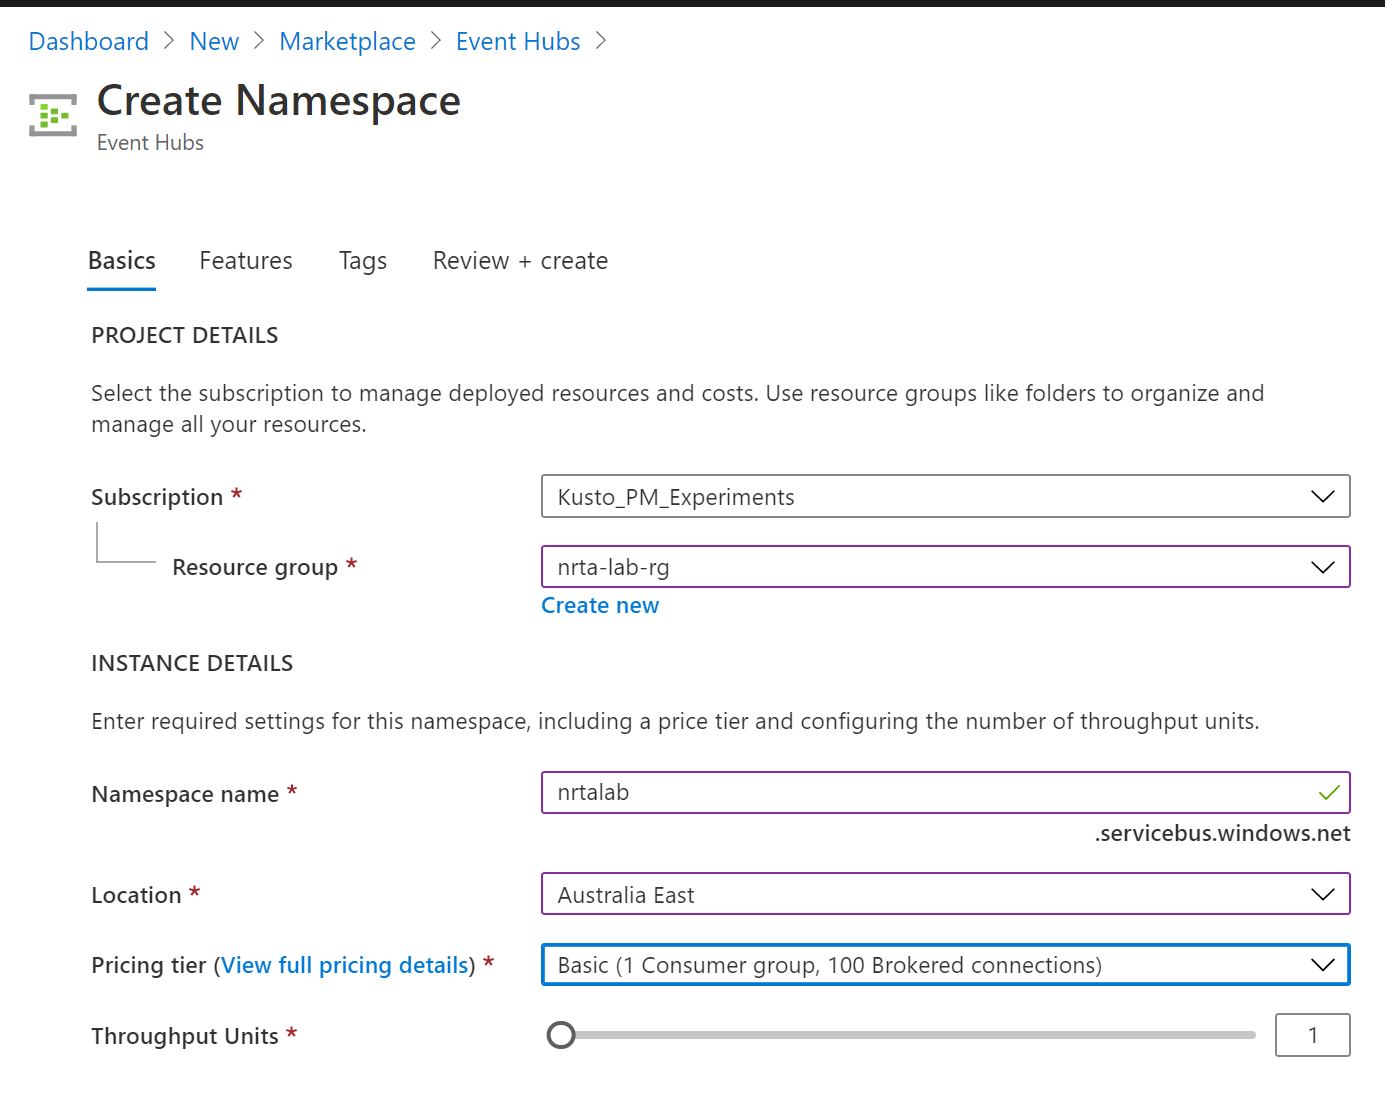 Dashboard > New > Marketplace > Event Hubs >
Create Namespace
Event Hubs
Basics Features Tags Review + create
PROJECT DETAILS
Select the subscription to manage deployed resources and costs. Use resource groups like folders to organize and
manage all your resources.
Subscription * Kusto_PM_Experiments
Resource group * nrta-lab-rg
Create new
INSTANCE DETAILS
Enter required settings for this namespace, including a price tier and configuring the number of throughput units.
Namespace name * nrtalab
.servicebus.windows.net
Location * Australia East
Pricing tier (View full pricing details) * Basic (1 Consumer group, 100 Brokered connections)
Throughput Units * 1